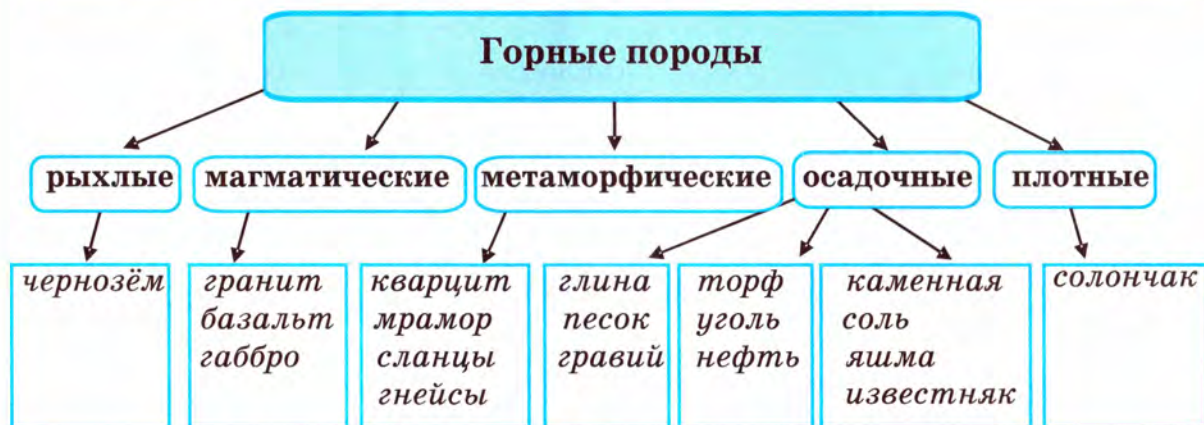 Горные породы
рыхлые
магматические
метаморфические
осадочные
плотные
чернозём
гранит
базальт
габбро
кварцит
мрамор
сланцы
гнейсы
глина
песок
гравий
торф
уголь
нефть
каменная
соль
яшма
известняк
солончак